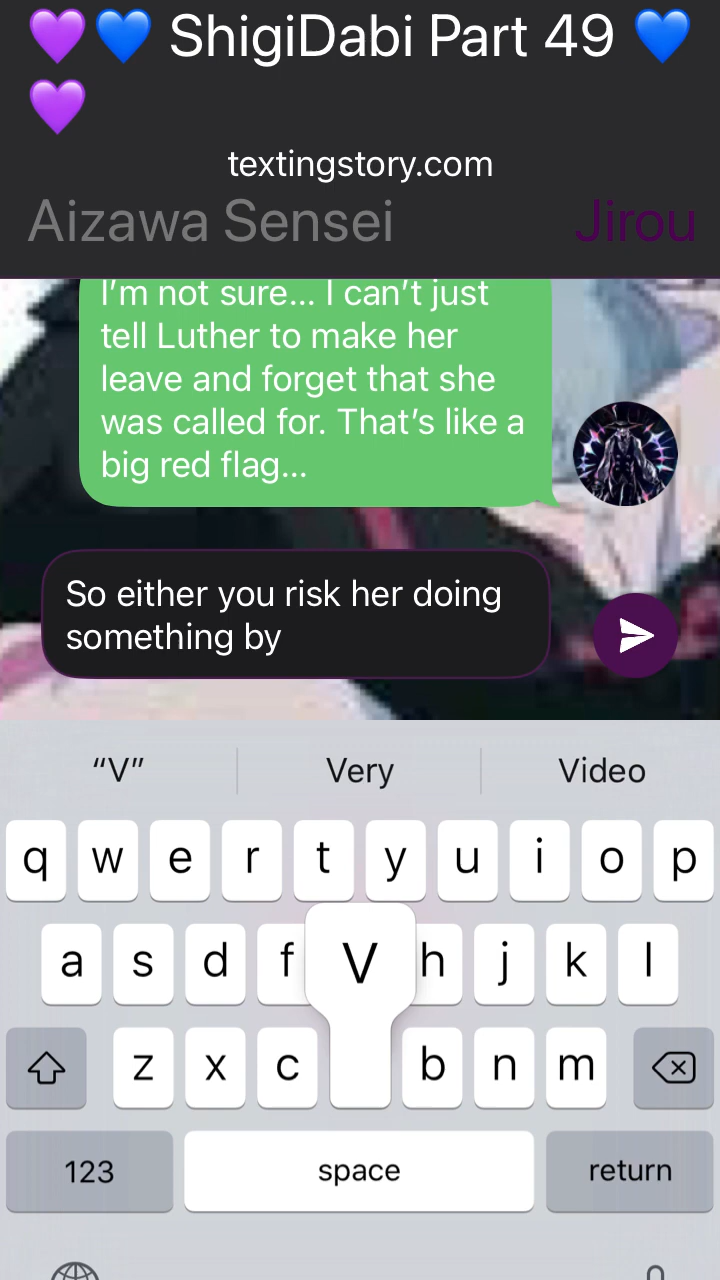 💜💙 ShigiDabi Part 49 💙
💜
textingstory.com
Aizawa Sensei Jirou
I’m not sure... I can’t just
tell Luther to make her
leave and forget that she
was called for. That’s like a
big red flag...
So either you risk her doing
something by
“V” Very Video
q w e r t y u i o p
a s d f V h j k l
z x c b n m
123 space return